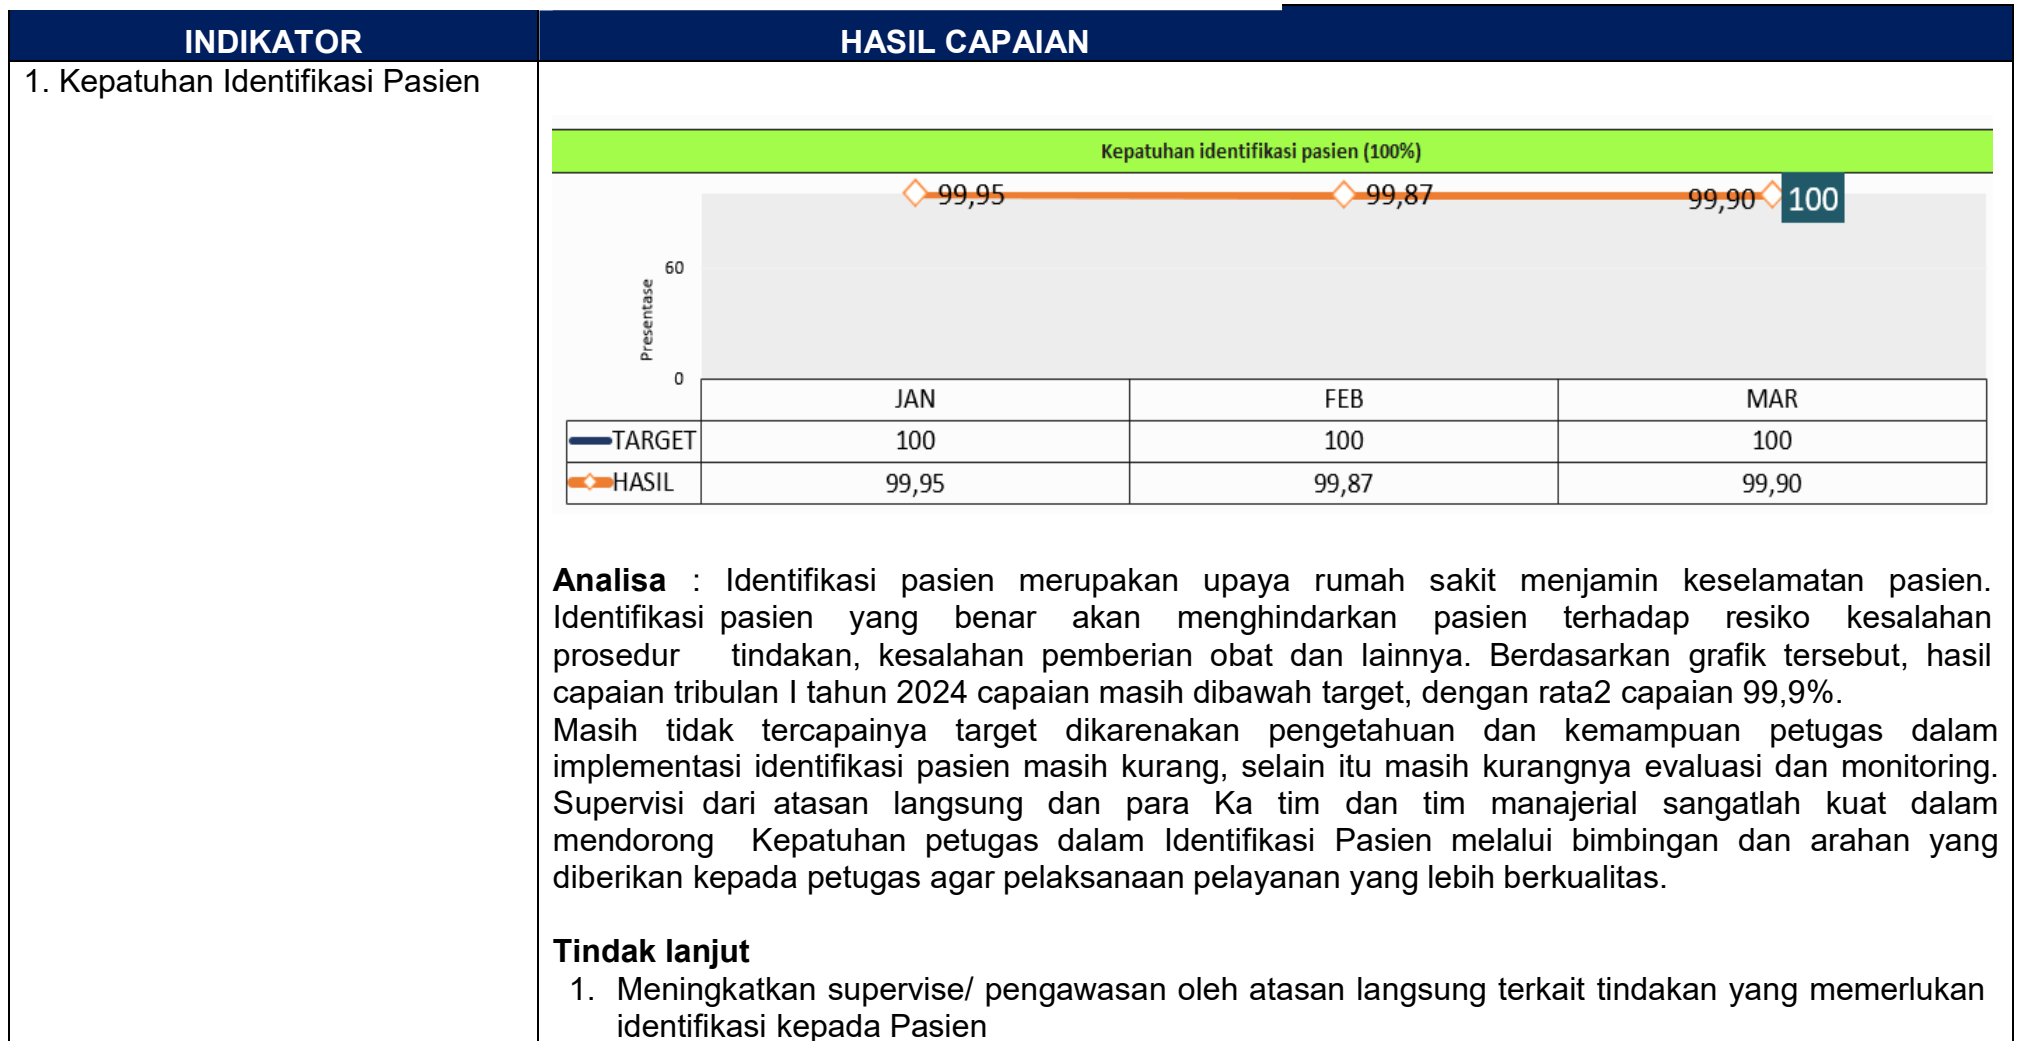 INDIKATOR HASIL CAPAIAN
1. Kepatuhan Identifikasi Pasien
Kepatuhan identifikasi pasien (100%)
99,95 99,87 99,90 100
60
Presentase
0
JAN FEB MAR
TARGET 100 100 100
HASIL 99,95 99,87 99,90
Analisa : Identifikasi pasien merupakan upaya rumah sakit menjamin keselamatan pasien.
Identifikasi pasien yang benar akan menghindarkan pasien terhadap resiko kesalahan
prosedur tindakan, kesalahan pemberian obat dan lainnya. Berdasarkan grafik tersebut, hasil
capaian tribulan I tahun 2024 capaian masih dibawah target, dengan rata2 capaian 99,9%.
Masih tidak tercapainya target dikarenakan pengetahuan dan kemampuan petugas dalam
implementasi identifikasi pasien masih kurang, selain itu masih kurangnya evaluasi dan monitoring.
Supervisi dari atasan langsung dan para Ka tim dan tim manajerial sangatlah kuat dalam
mendorong Kepatuhan petugas dalam Identifikasi Pasien melalui bimbingan dan arahan yang
diberikan kepada petugas agar pelaksanaan pelayanan yang lebih berkualitas.
Tindak lanjut
1. Meningkatkan supervise/ pengawasan oleh atasan langsung terkait tindakan yang memerlukan
identifikasi kepada Pasien